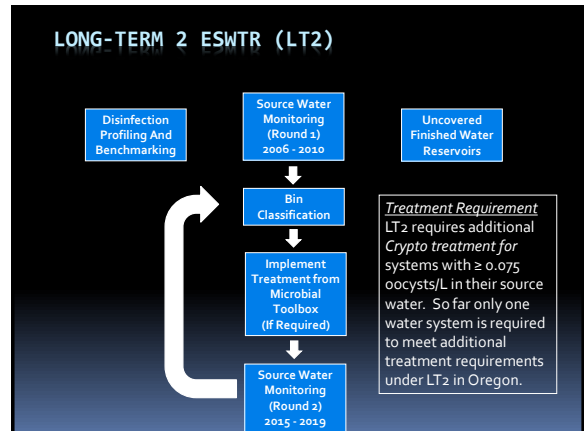 LONG-TERM 2 ESWTR (LT2)
Disinfection
Profiling And
Benchmarking
Source Water
Monitoring
(Round 1)
2006 - 2010
Uncovered
Finished Water
Reservoirs
Bin
Classification
Implement
Treatment from
Microbial
Toolbox
(If Required)
Source Water
Monitoring
(Round 2)
2015 - 2019
Treatment Requirement
LT2 requires additional
Crypto treatment for
systems with ≥ 0.075
oocysts/L in their source
water. So far only one
water system is required
to meet additional
treatment requirements
under LT2 in Oregon.